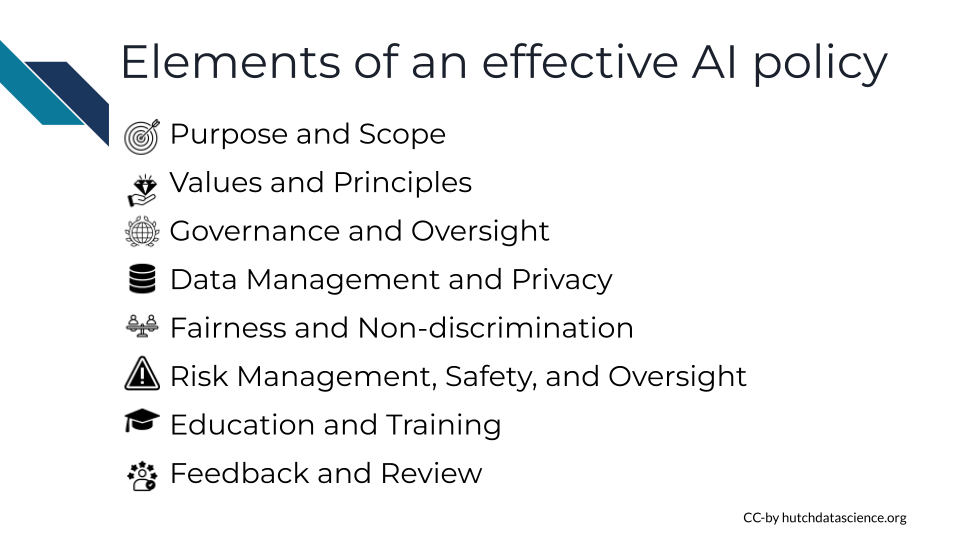 Elements of an effective AI policy
Purpose and Scope
Values and Principles
Governance and Oversight
Data Management and Privacy
Fairness and Non-discrimination
Risk Management, Safety, and Oversight
Education and Training
Feedback and Review
CC-by hutchdatascience.org